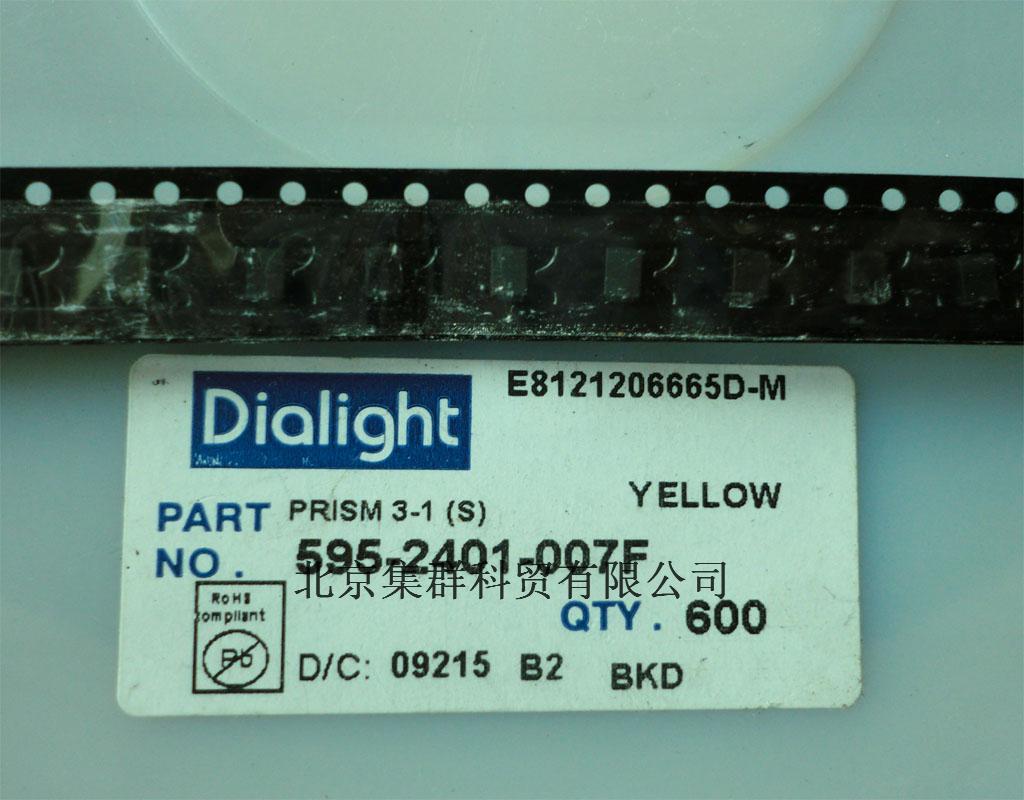 E8121206665D-M
Dialight
YELLOW
PART PRISM 3-1 (S)
NO. 595-2401-007F
北京集群科贸有限公司
QTY. 600
RoHS
compliant
Pb
D/C: 09215 B2 BKD